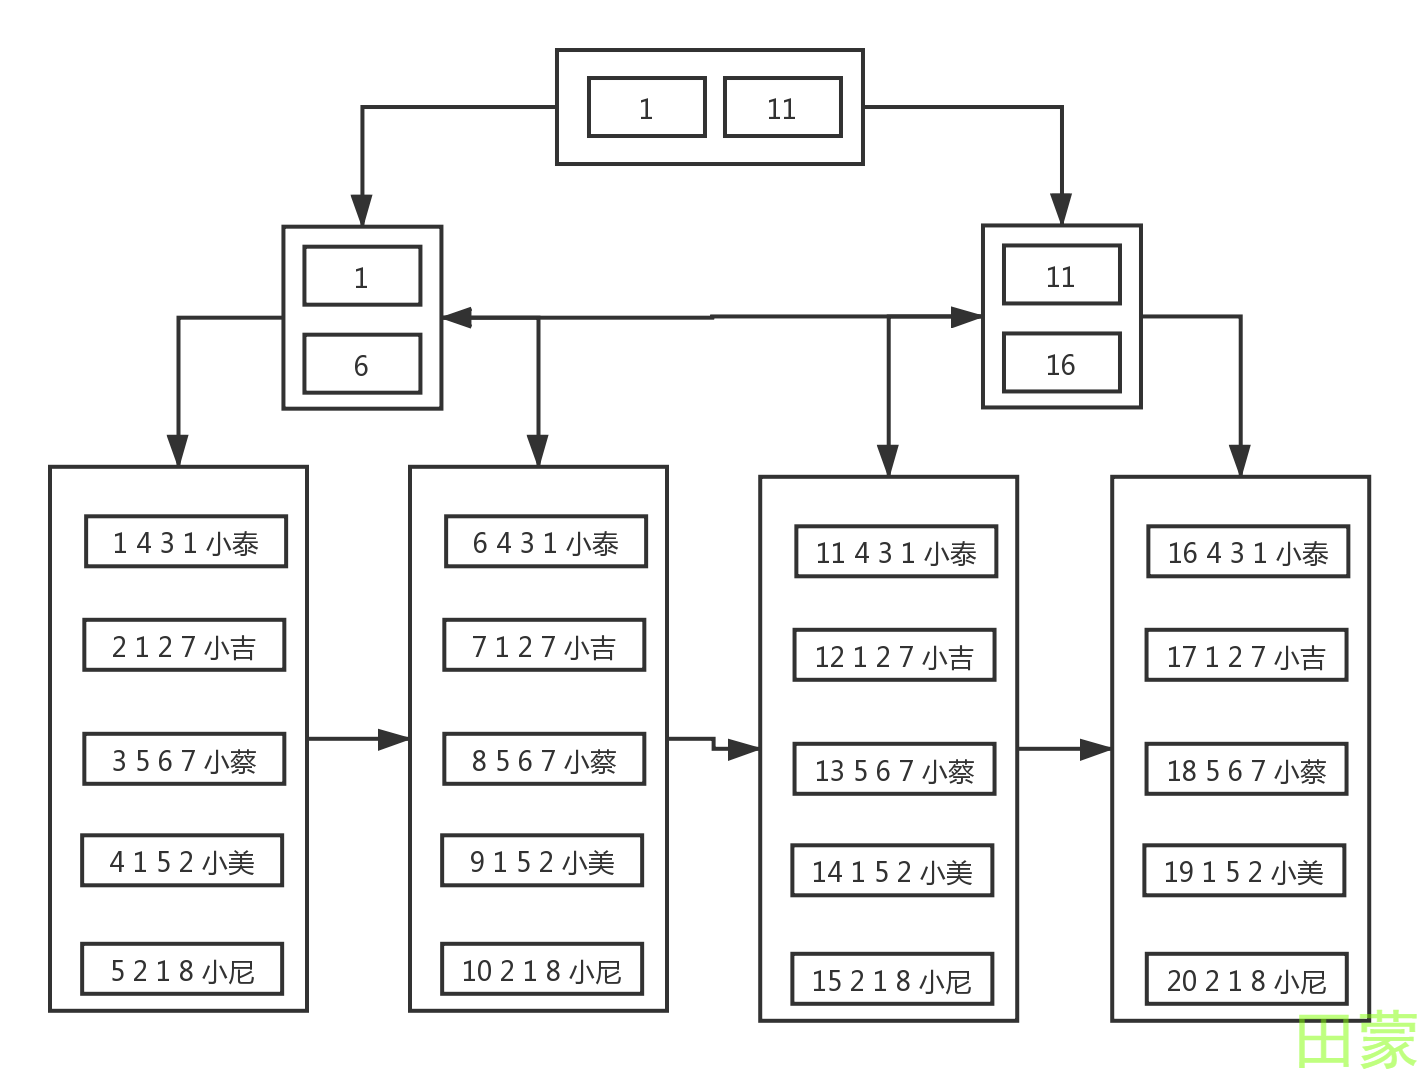 1 11
1
6
11
16
1 4 3 1 小泰
2 1 2 7 小吉
3 5 6 7 小蔡
4 1 5 2 小美
5 2 1 8 小尼
6 4 3 1 小泰
7 1 2 7 小吉
8 5 6 7 小蔡
9 1 5 2 小美
10 2 1 8 小尼
11 4 3 1 小泰
12 1 2 7 小吉
13 5 6 7 小蔡
14 1 5 2 小美
15 2 1 8 小尼
16 4 3 1 小泰
17 1 2 7 小吉
18 5 6 7 小蔡
19 1 5 2 小美
20 2 1 8 小尼
田蒙